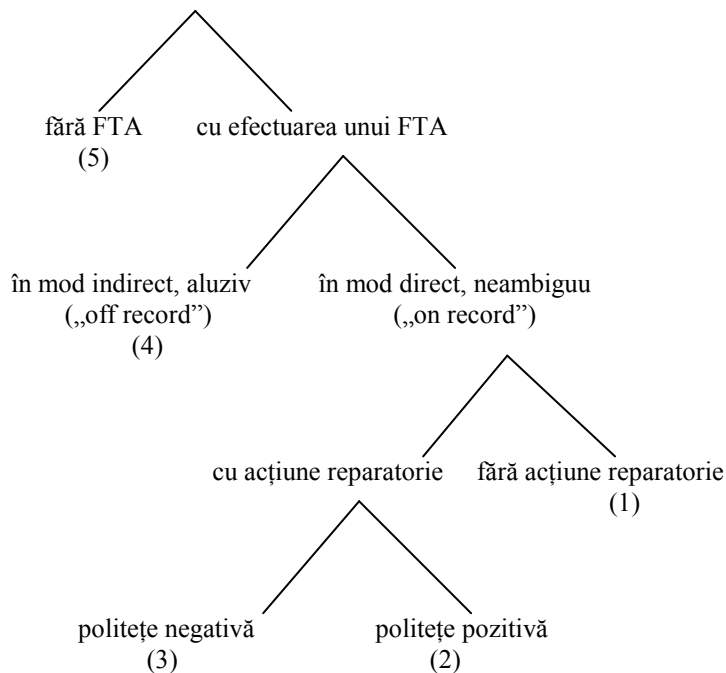 fără FTA cu efectuarea unui FTA
(5)
în mod indirect, aluziv în mod direct, neambiguu
(„off record”) („on record”)
(4)
cu acțiune reparatorie fără acțiune reparatorie
(1)
politețe negativă politețe pozitivă
(3) (2)